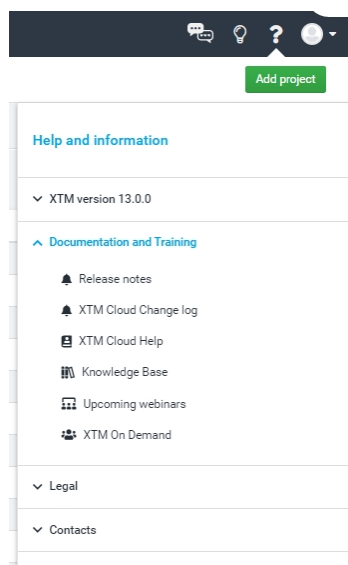 Add project
Help and information
XTM version 13.0.0
Documentation and Training
Release notes
XTM Cloud Change log
XTM Cloud Help
Knowledge Base
Upcoming webinars
XTM On Demand
Legal
Contacts